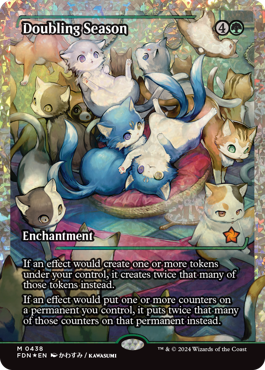 Doubling Season 4
Enchantment
If an effect would create one or more tokens
under your control, it creates twice that many
of those tokens instead.
If an effect would put one or more counters on
a permanent you control, it puts twice that many
of those counters on that permanent instead.
M 0438
FDN★EN かわすみ / KAWASUMI
™ & © 2024 Wizards of the Coast